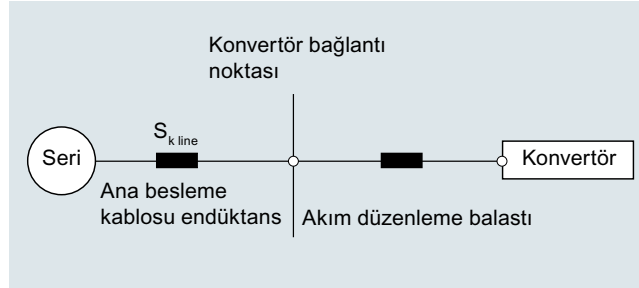 Konvertör bağlantı
noktası
S k line
Seri
Konvertör
Ana besleme
kablosu endüktans
Akım düzenleme balastı